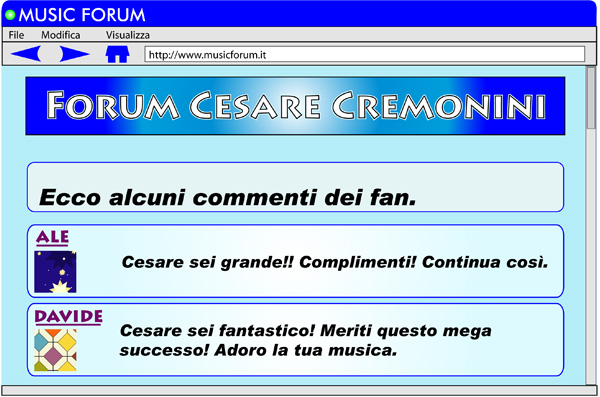 MUSIC FORUM
File Modifica Visualizza
http://www.musicforum.it
FORUM CESARE CREMONINI
Ecco alcuni commenti dei fan.
ALE
Cesare sei grande!! Complimenti! Continua così.
DAVIDE
Cesare sei fantastico! Meriti questo mega
successo! Adoro la tua musica.